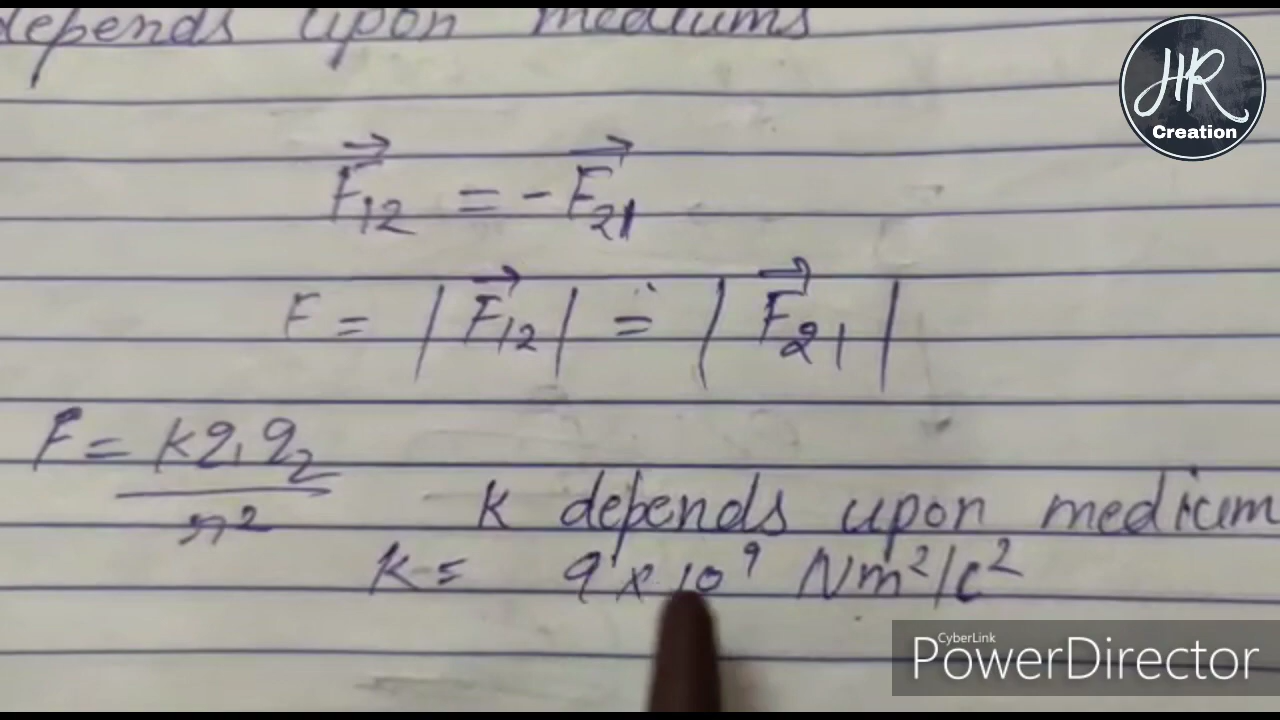 depends upon mediums
HR
Creation
F₁₂ = -F₂₁
F = |F₁₂| = |F₂₁|
F = kq₁q₂
r²
K depends upon medium
K = 9 x 10⁹ Nm²/c²
CyberLink
PowerDirector